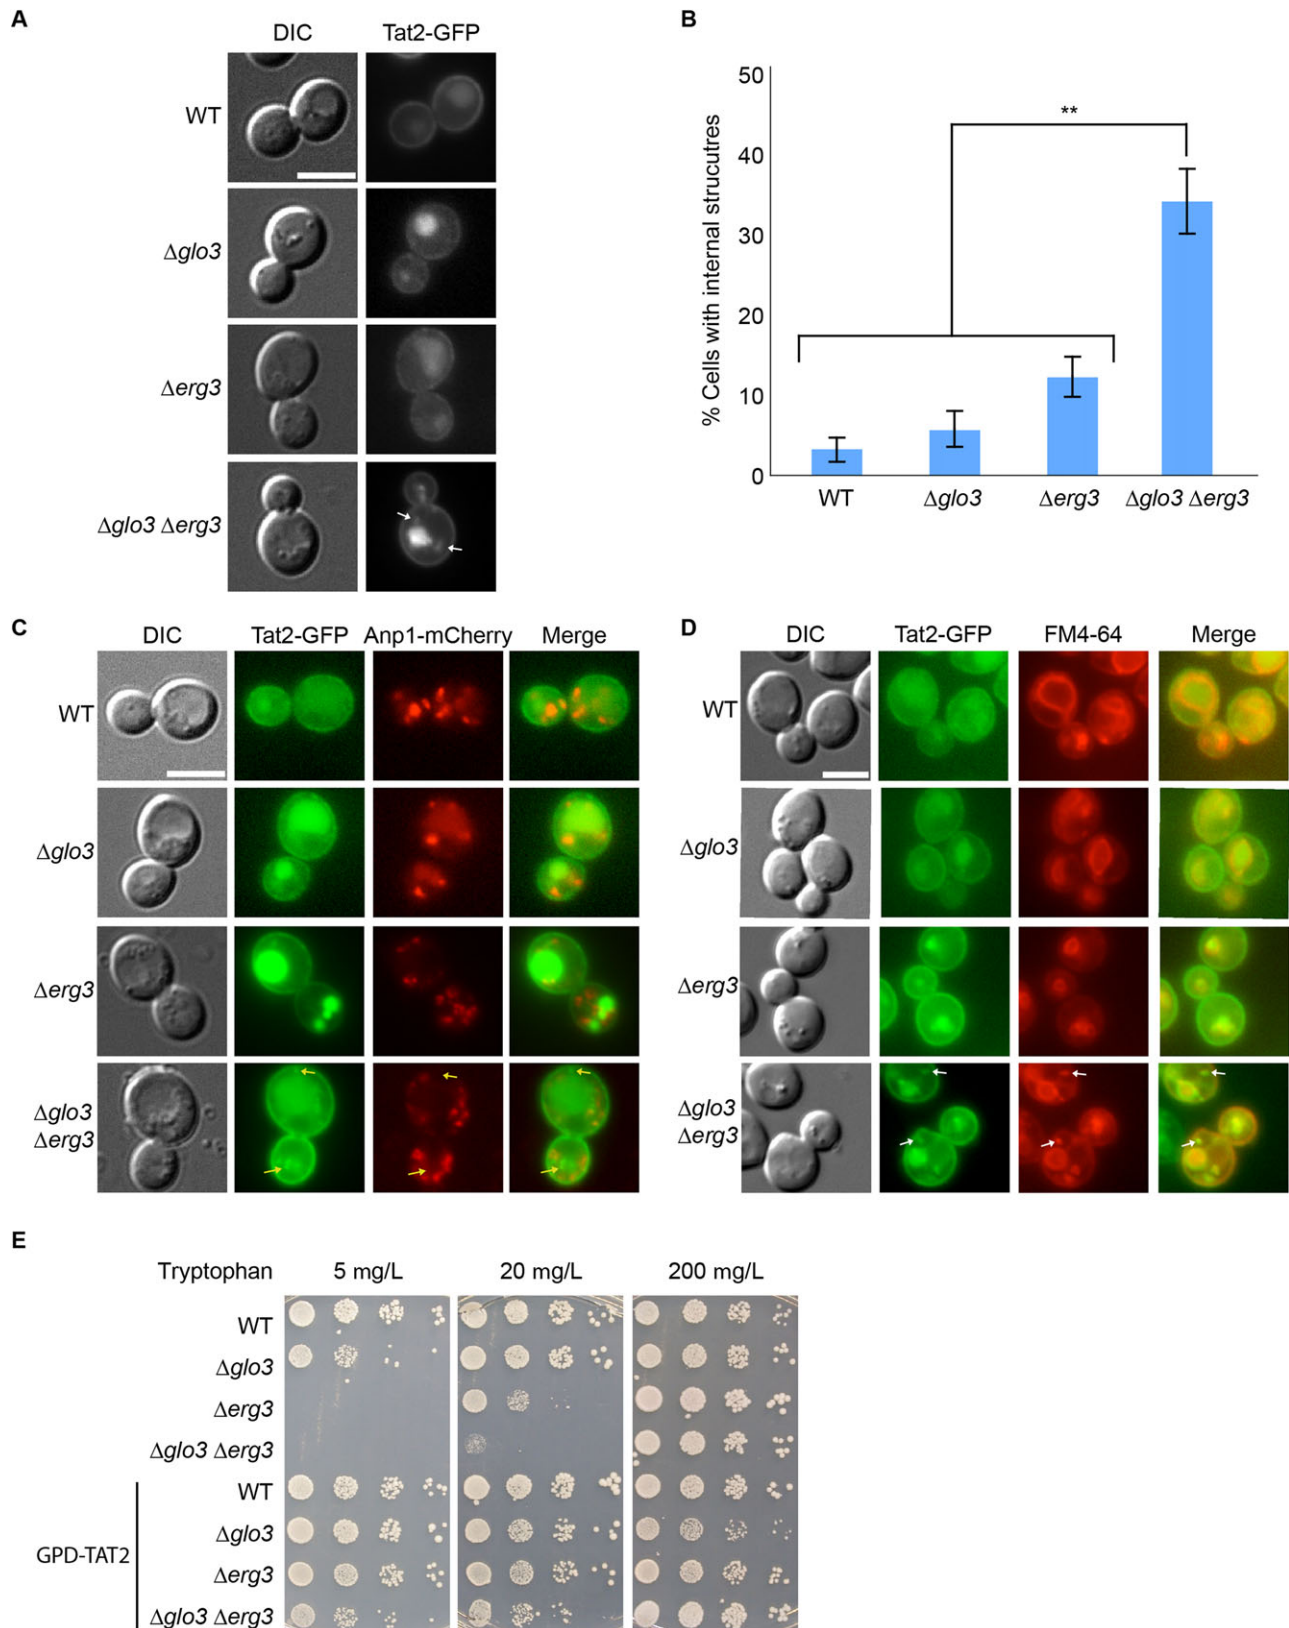 A
DIC
Tat2-GFP
WT
Δglo3
Δerg3
Δglo3 Δerg3
B
% Cells with internal strucutres
50
40
30
20
10
0
**
WT
Δglo3
Δerg3
Δglo3 Δerg3
C
DIC
Tat2-GFP
Anp1-mCherry
Merge
WT
Δglo3
Δerg3
Δglo3
Δerg3
D
DIC
Tat2-GFP
FM4-64
Merge
WT
Δglo3
Δerg3
Δglo3
Δerg3
E
Tryptophan
5 mg/L
20 mg/L
200 mg/L
WT
Δglo3
Δerg3
Δglo3 Δerg3
GPD-TAT2
WT
Δglo3
Δerg3
Δglo3 Δerg3